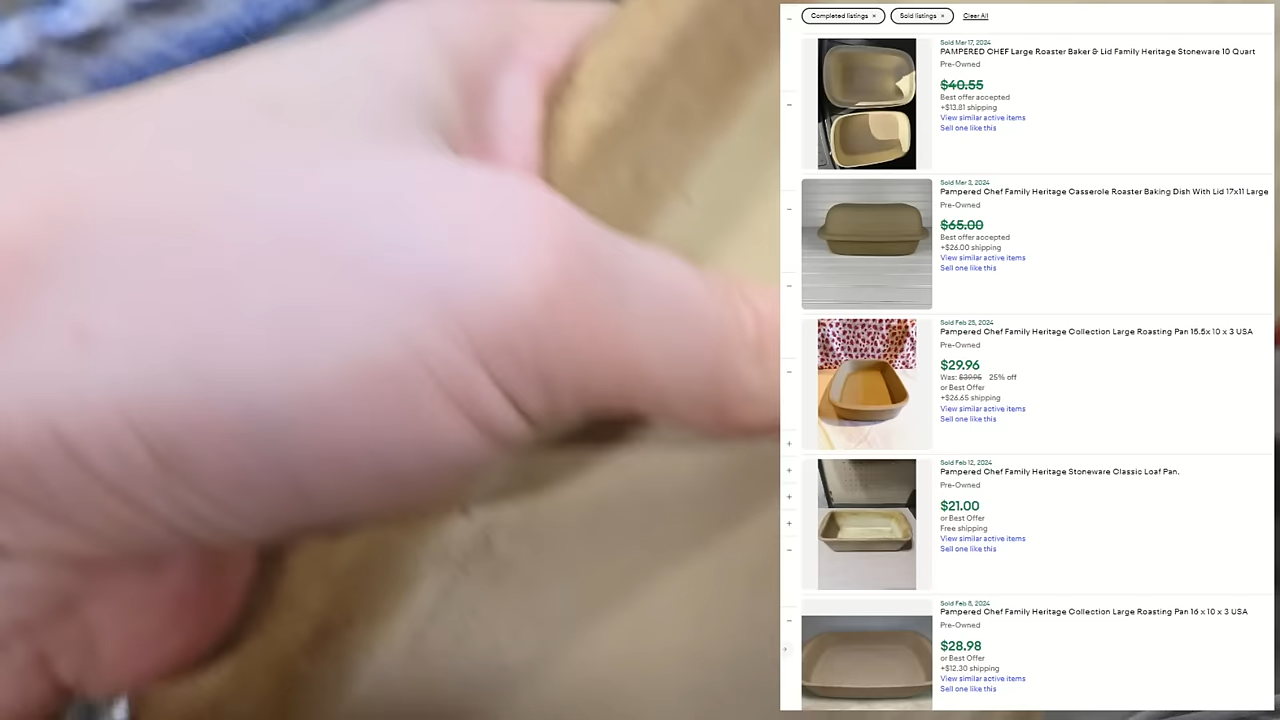 Completed listings × Sold listings × Clear All
Sold Mar 17, 2024
PAMPERED CHEF Large Roaster Baker & Lid Family Heritage Stoneware 10 Quart
Pre-Owned
$40.55
Best offer accepted
+$13.81 shipping
View similar active items
Sell one like this
Sold Mar 3, 2024
Pampered Chef Family Heritage Casserole Roaster Baking Dish With Lid 17x11 Large
Pre-Owned
$65.00
Best offer accepted
+$26.00 shipping
View similar active items
Sell one like this
Sold Feb 25, 2024
Pampered Chef Family Heritage Collection Large Roasting Pan 15.5x 10 x 3 USA
Pre-Owned
$29.96
Was: $39.95 25% off
or Best Offer
+$26.65 shipping
View similar active items
Sell one like this
Sold Feb 12, 2024
Pampered Chef Family Heritage Stoneware Classic Loaf Pan.
Pre-Owned
$21.00
or Best Offer
Free shipping
View similar active items
Sell one like this
Sold Feb 8, 2024
Pampered Chef Family Heritage Collection Large Roasting Pan 16 x 10 x 3 USA
Pre-Owned
$28.98
or Best Offer
+$12.30 shipping
View similar active items
Sell one like this